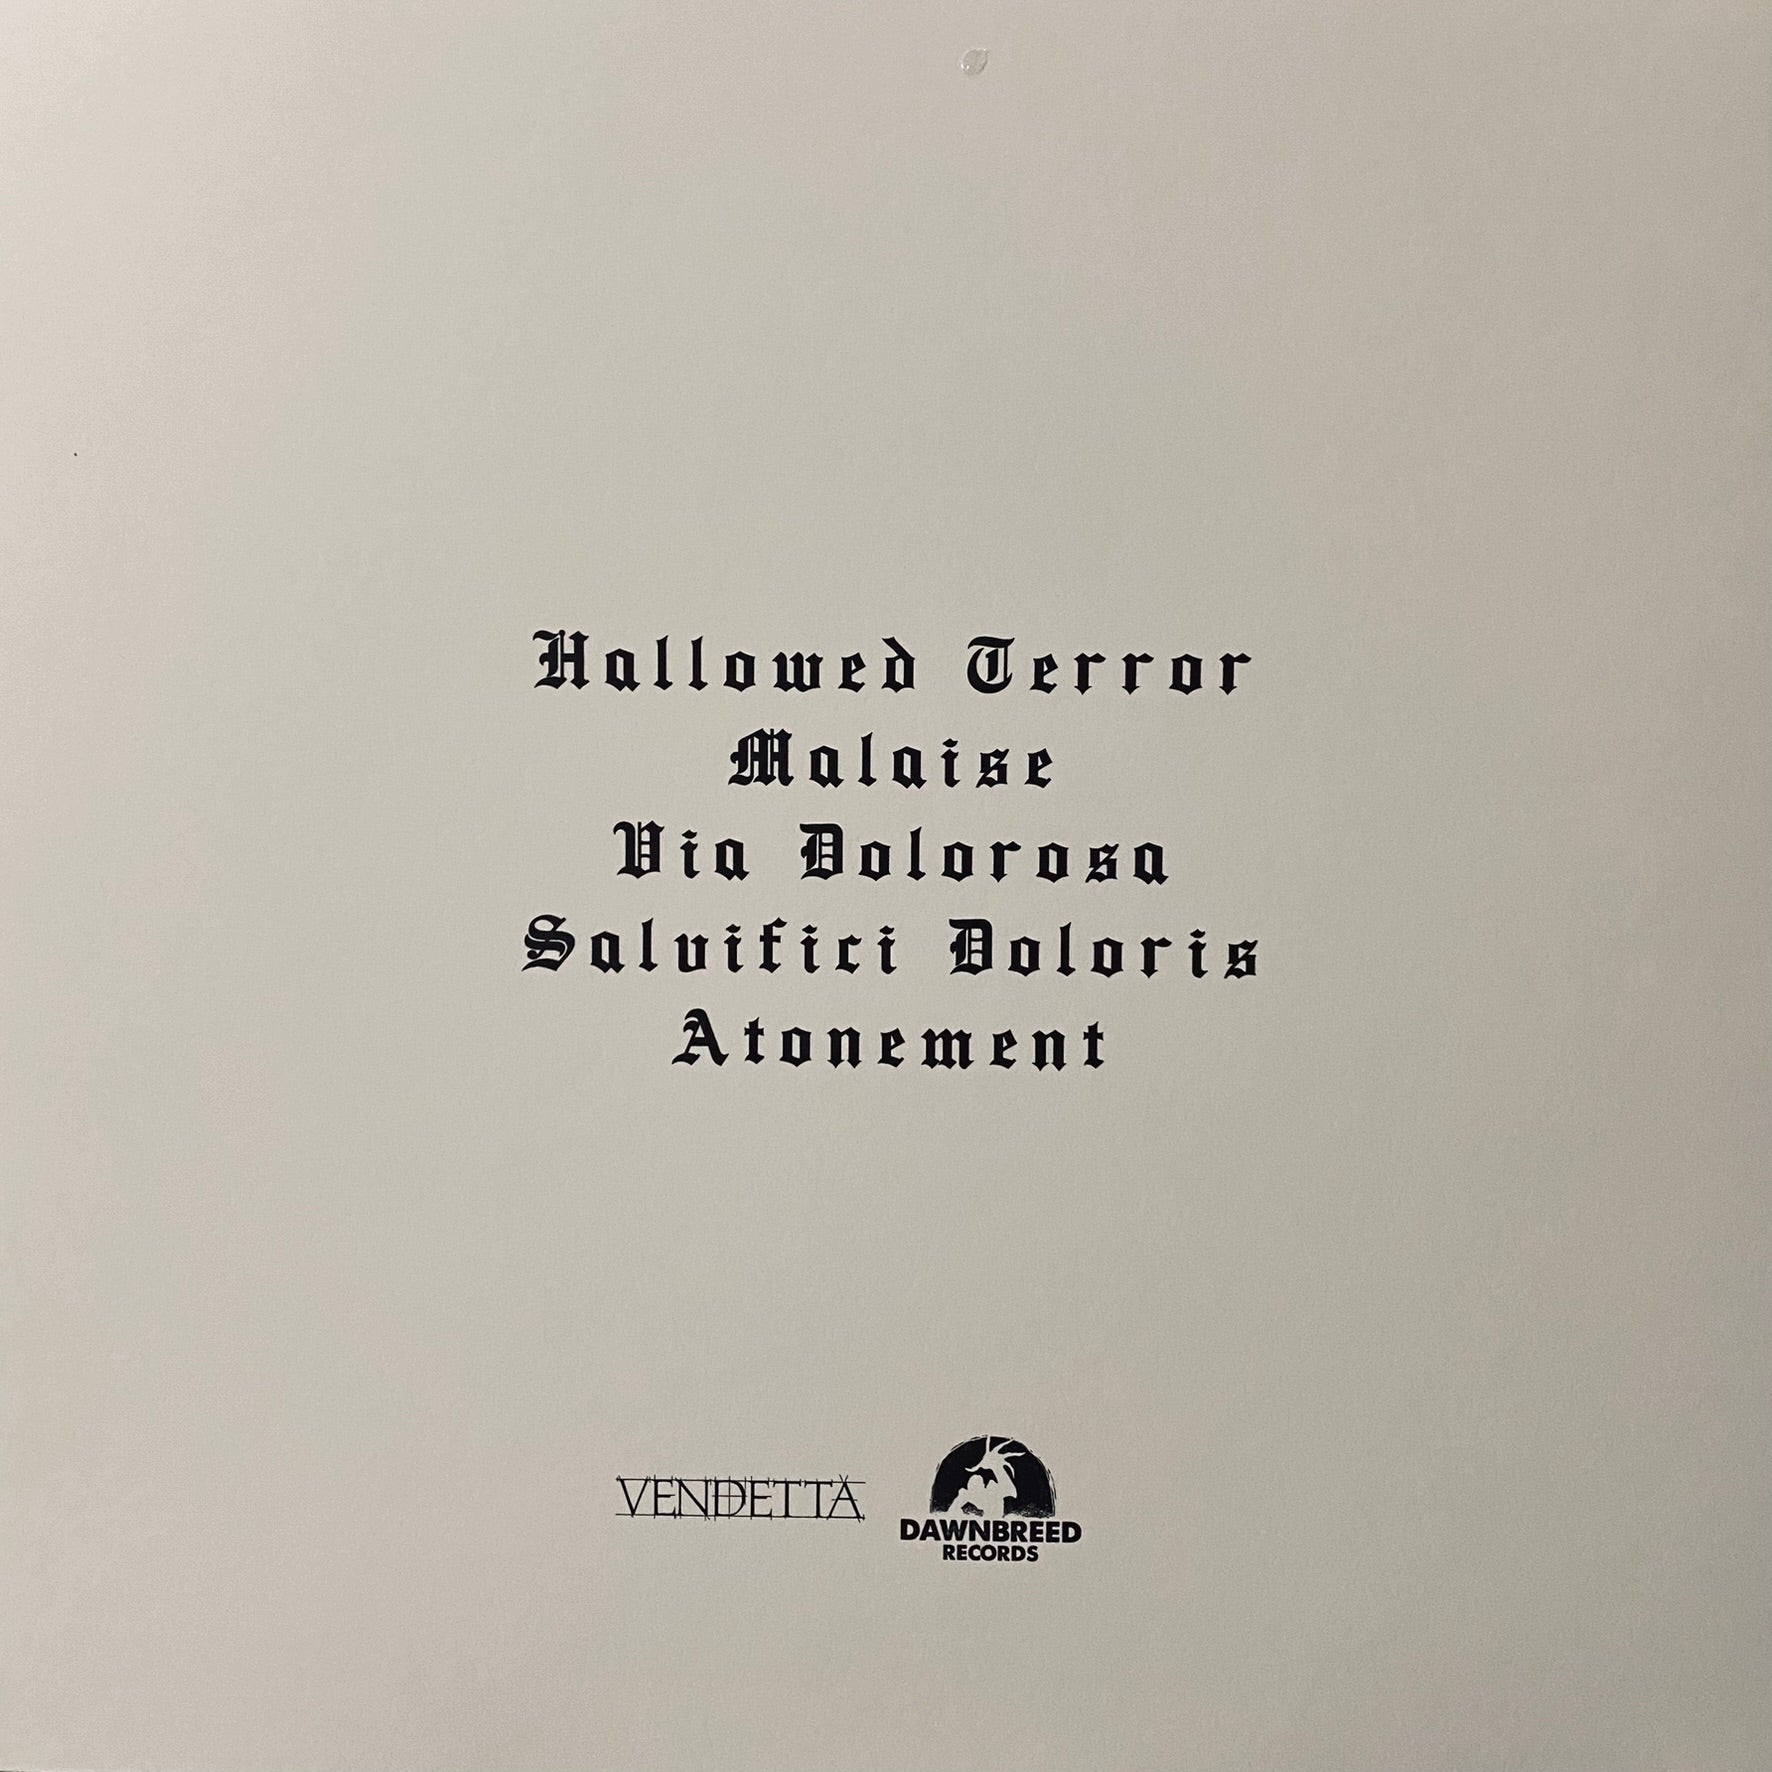 Hallowed Terror
Malaise
Via Dolorosa
Salvifici Doloris
Atonement
VENDETTA
DAWNBREED
RECORDS